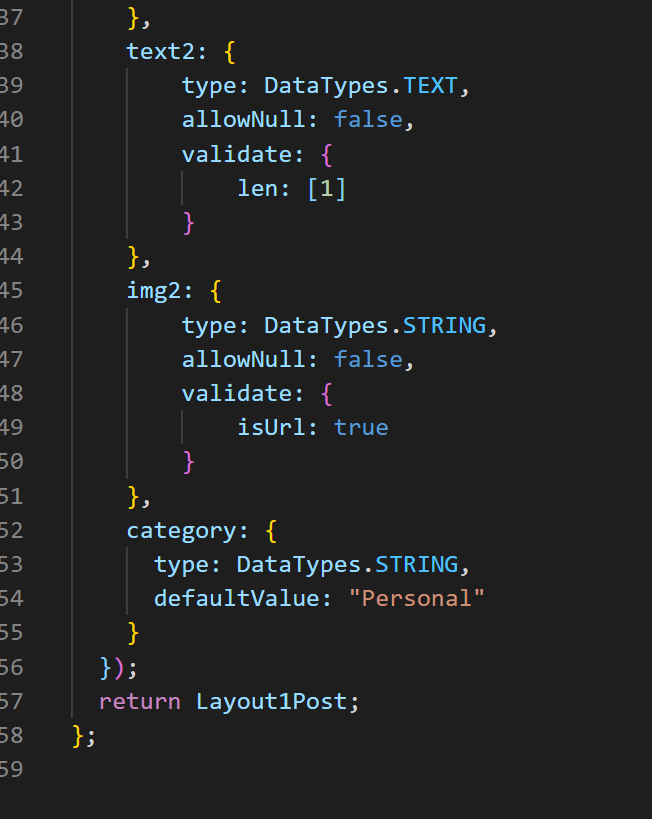 37 },
38 text2: {
39 type: DataTypes.TEXT,
40 allowNull: false,
41 validate: {
42 len: [1]
43 }
44 },
45 img2: {
46 type: DataTypes.STRING,
47 allowNull: false,
48 validate: {
49 isUrl: true
50 }
51 },
52 category: {
53 type: DataTypes.STRING,
54 defaultValue: "Personal"
55 }
56 });
57 return Layout1Post;
58 };
59